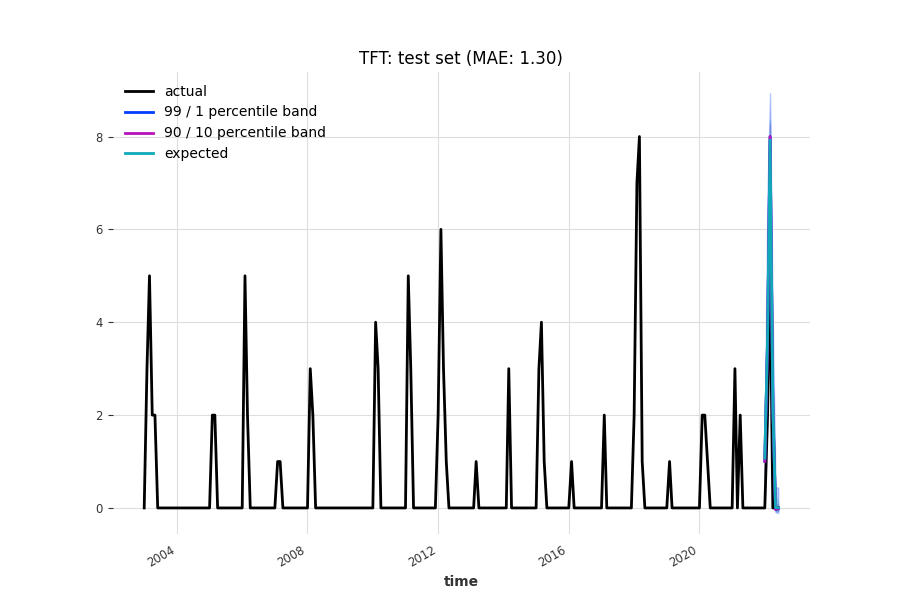 TFT: test set (MAE: 1.30)
actual
99 / 1 percentile band
90 / 10 percentile band
expected
8
6
4
2
0
2004
2008
2012
2016
2020
time